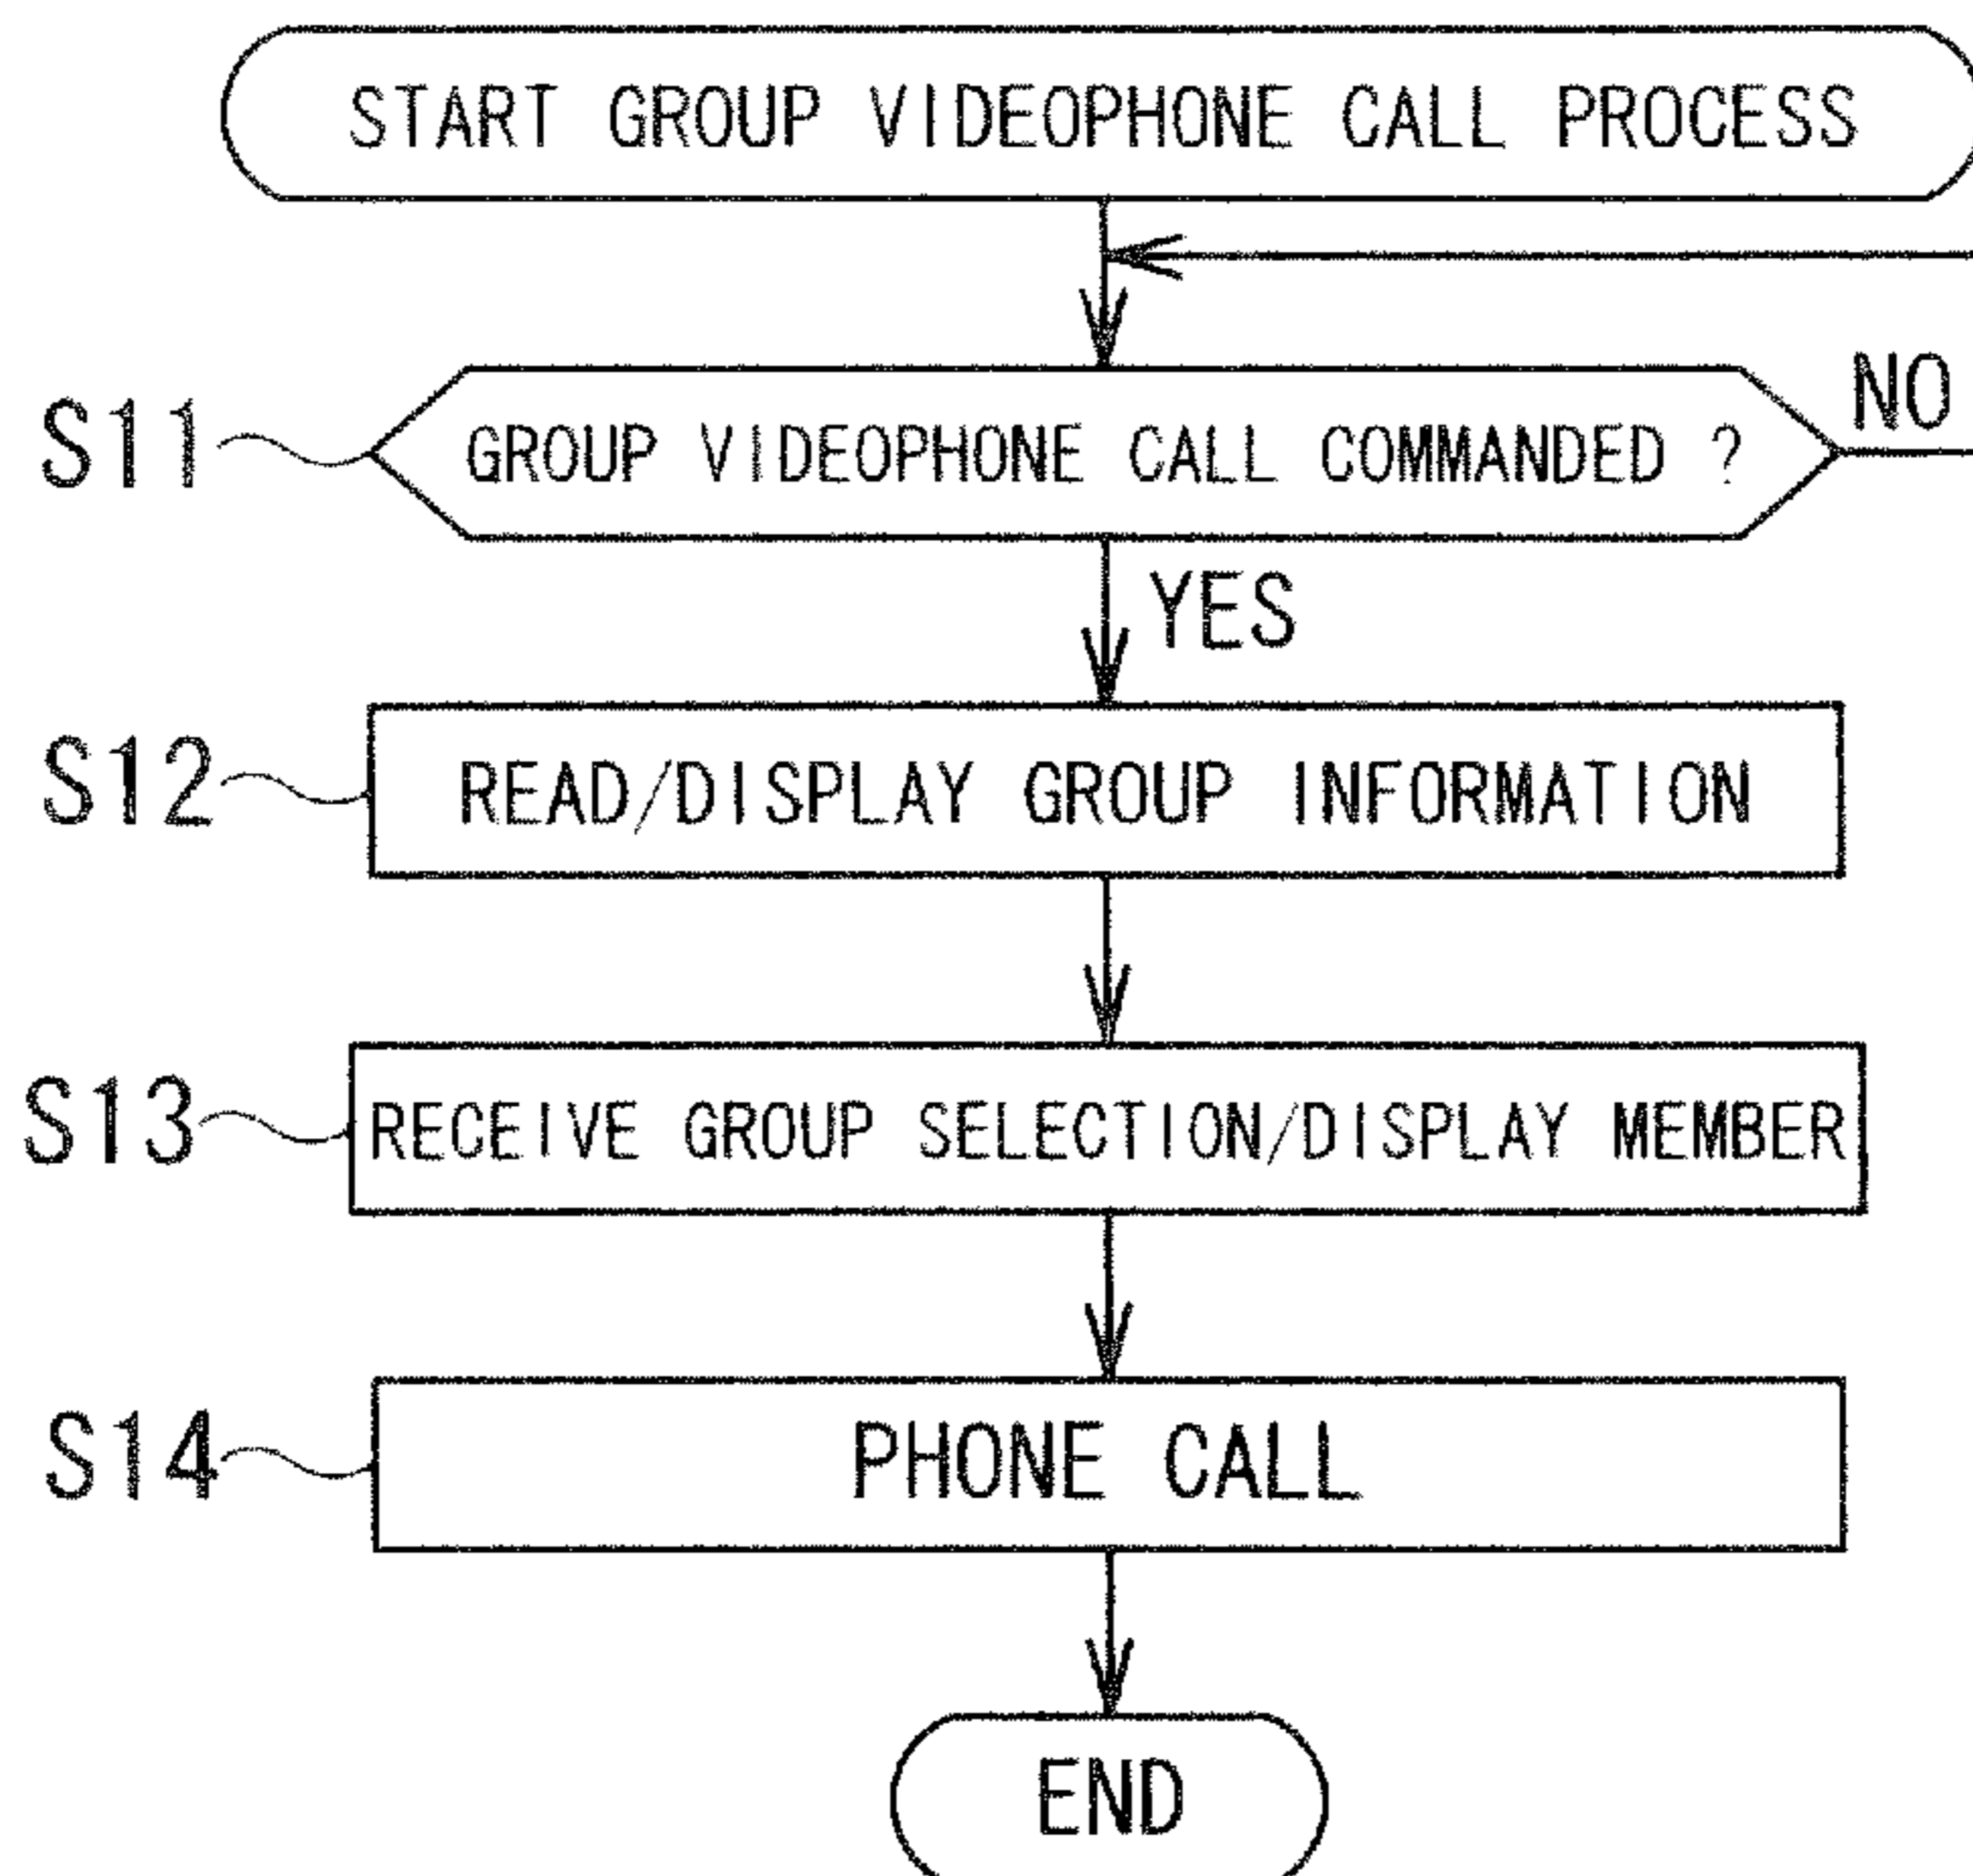 START GROUP VIDEOPHONE CALL PROCESS
S11
GROUP VIDEOPHONE CALL COMMANDED ?
NO
YES
S12
READ/DISPLAY GROUP INFORMATION
S13
RECEIVE GROUP SELECTION/DISPLAY MEMBER
S14
PHONE CALL
END